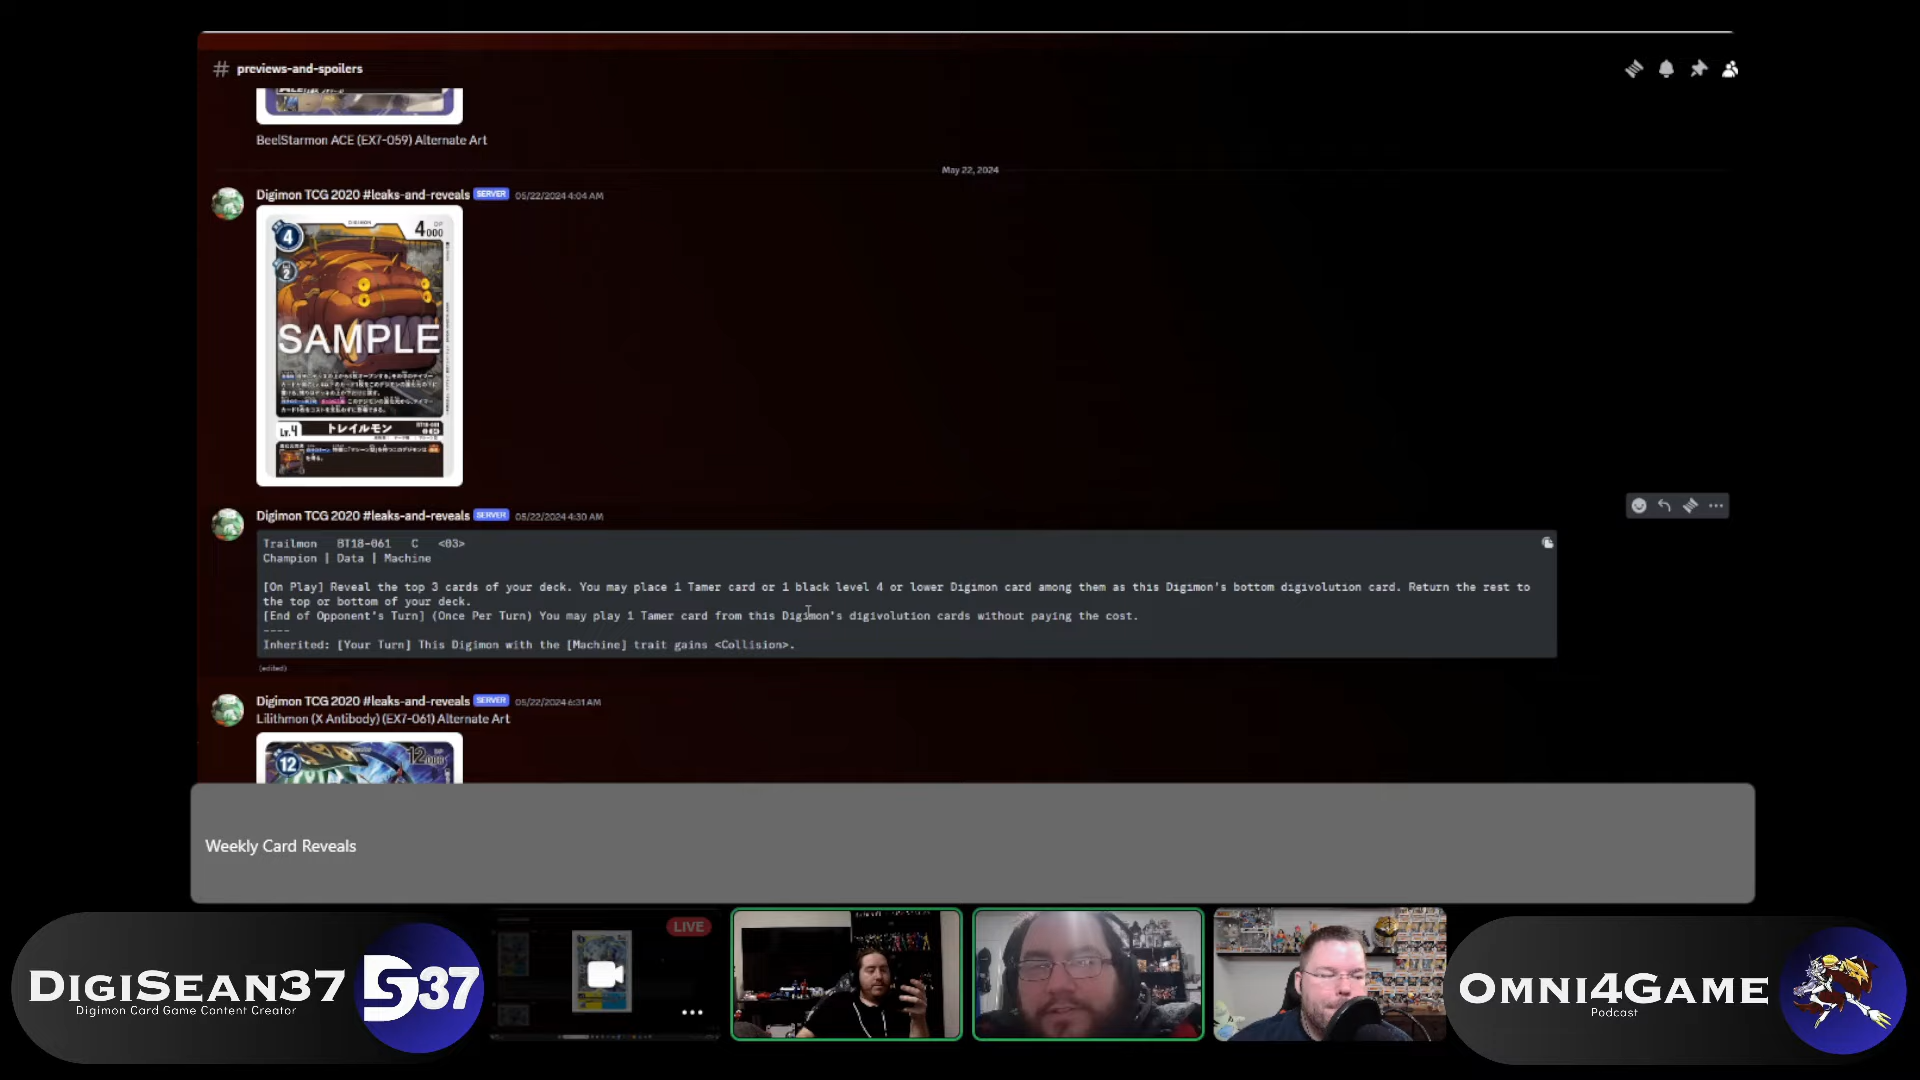 # previews-and-spoilers
BeelStarmon ACE (EX7-059) Alternate Art
May 22, 2024
Digimon TCG 2020 #leaks-and-reveals SERVER 05/22/2024 4:04 AM
DIGIMON
4
DP
4000
2
SAMPLE
Lv.4
トレイルモン
BT18-061
Digimon TCG 2020 #leaks-and-reveals SERVER 05/22/2024 4:30 AM
Trailmon BT18-061 C <03>
Champion | Data | Machine
[On Play] Reveal the top 3 cards of your deck. You may place 1 Tamer card or 1 black level 4 or lower Digimon card among them as this Digimon's bottom digivolution card. Return the rest to
the top or bottom of your deck.
[End of Opponent's Turn] (Once Per Turn) You may play 1 Tamer card from this Digimon's digivolution cards without paying the cost.
----
Inherited: [Your Turn] This Digimon with the [Machine] trait gains <Collision>.
(edited)
Digimon TCG 2020 #leaks-and-reveals SERVER 05/22/2024 6:31 AM
Lilithmon (X Antibody) (EX7-061) Alternate Art
12
12000
Weekly Card Reveals
LIVE
DIGISEAN37
Digimon Card Game Content Creator
DS37
OMNI4GAME
Podcast